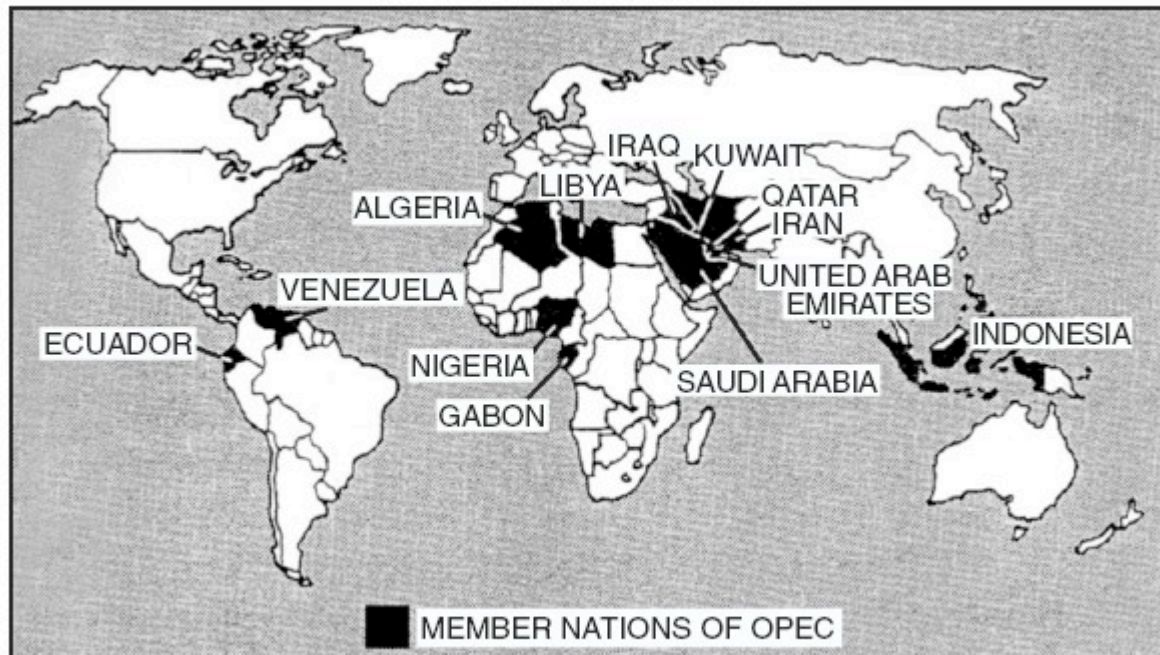 IRAQ
KUWAIT
LIBYA
QATAR
ALGERIA
IRAN
VENEZUELA
UNITED ARAB
EMIRATES
ECUADOR
INDONESIA
NIGERIA
SAUDI ARABIA
GABON
MEMBER NATIONS OF OPEC